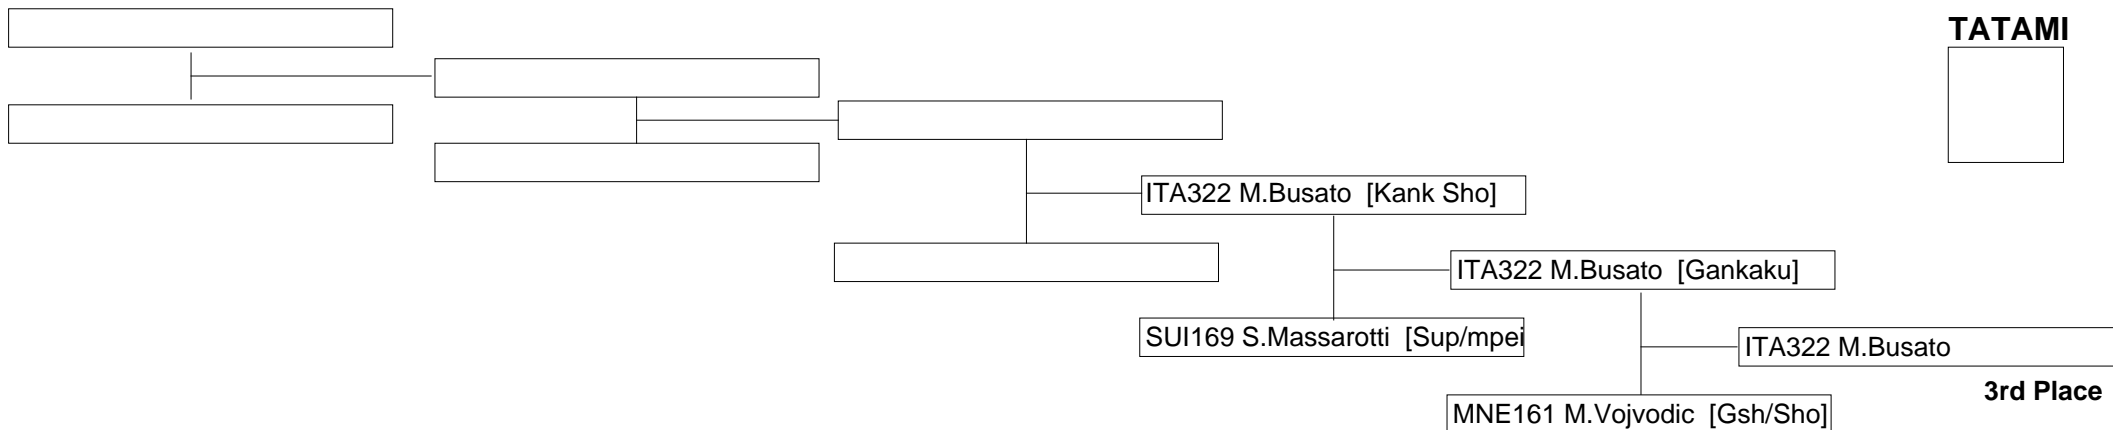 TATAMI
ITA322 M.Busato [Kank Sho]
ITA322 M.Busato [Gankaku]
SUI169 S.Massarotti [Sup/mpei
ITA322 M.Busato
3rd Place
MNE161 M.Vojvodic [Gsh/Sho]